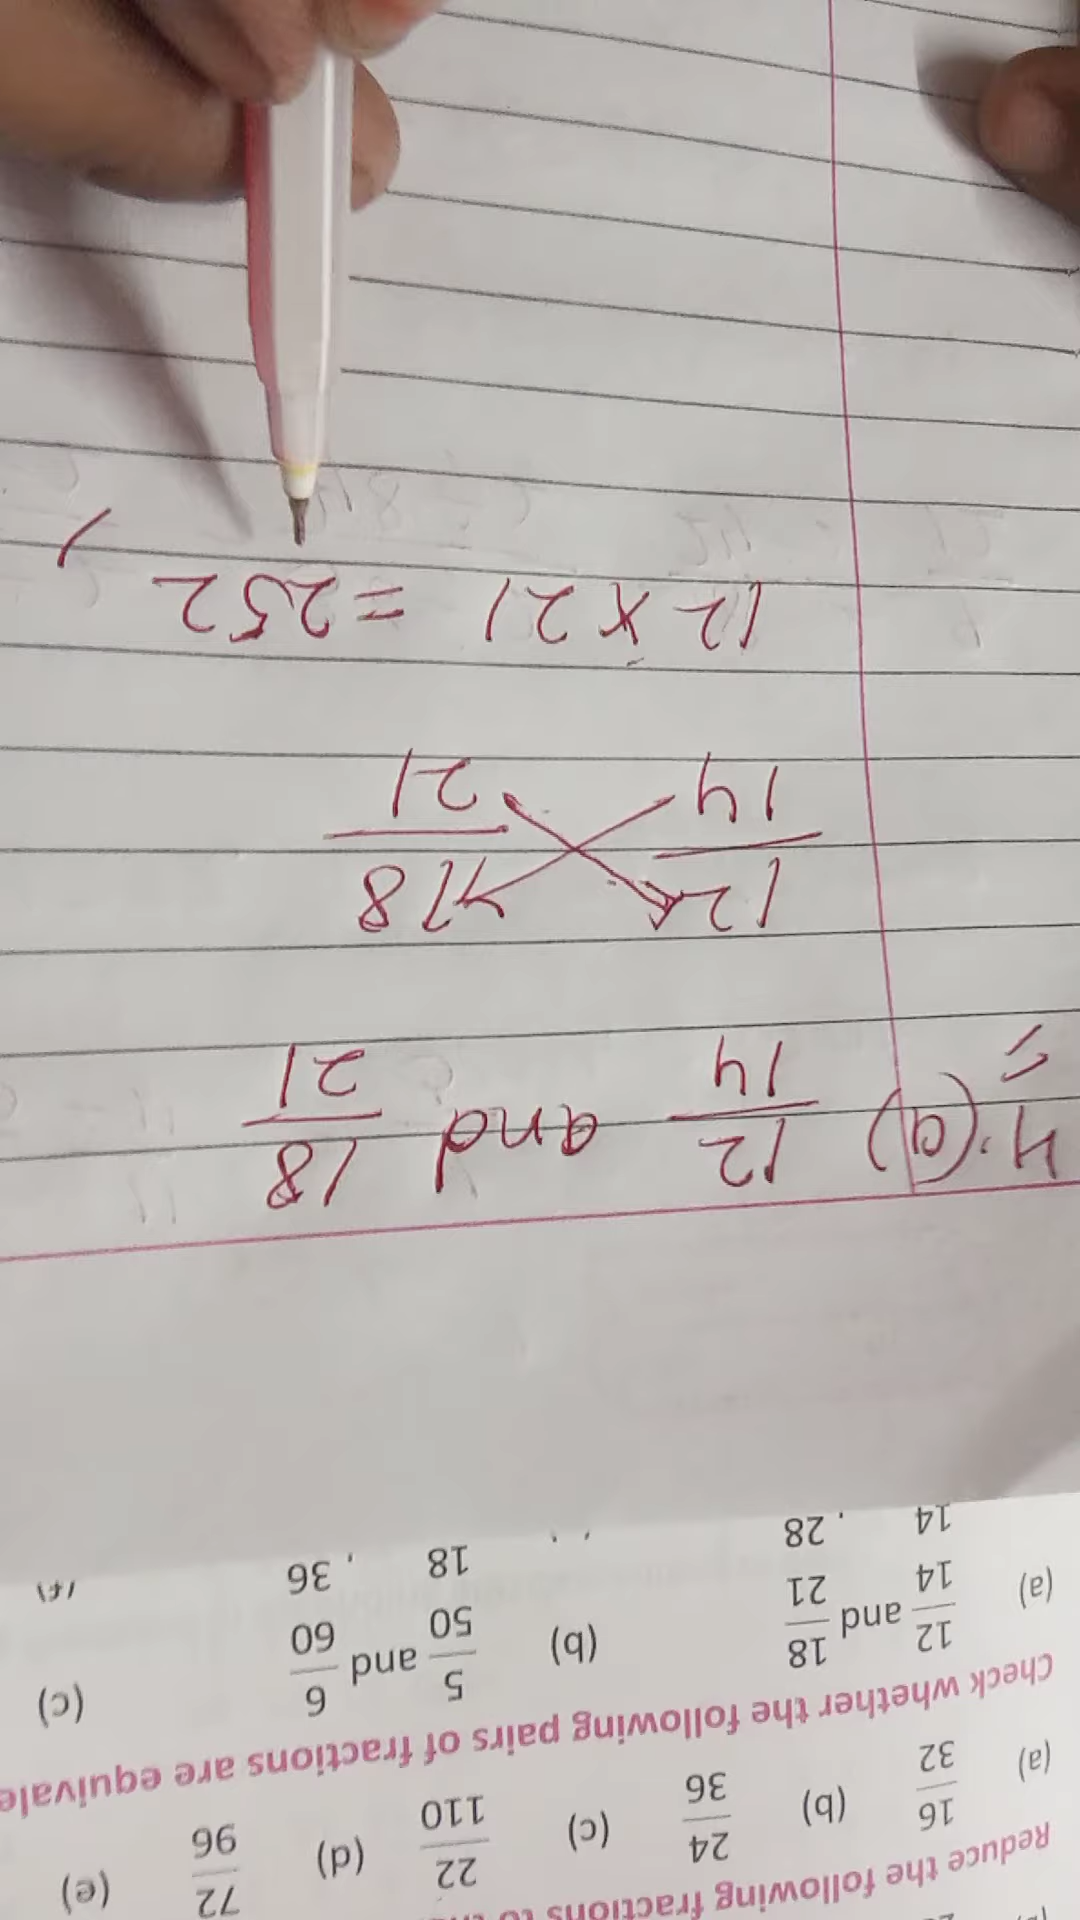 Reduce the following fractions to
(a) 16/32 (b) 24/36 (c) 22/110 (d) 72/96 (e)
Check whether the following pairs of fractions are equivale
(a) 12/14 and 18/21 (b) 5/50 and 6/60 (c)
14 . 28 18 , 36
4.(a) 12/14 and 18/21
=
12/14 18/21
12 × 21 = 252 ,